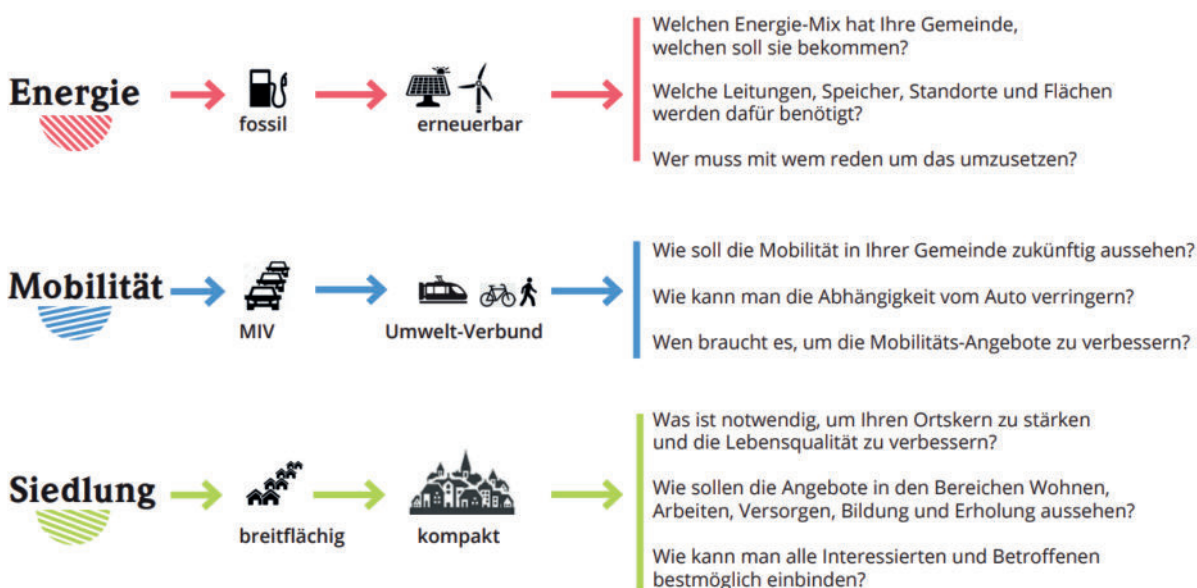 Energie
fossil
erneuerbar
Welchen Energie-Mix hat Ihre Gemeinde,
welchen soll sie bekommen?
Welche Leitungen, Speicher, Standorte und Flächen
werden dafür benötigt?
Wer muss mit wem reden um das umzusetzen?
Mobilität
MIV
Umwelt-Verbund
Wie soll die Mobilität in Ihrer Gemeinde zukünftig aussehen?
Wie kann man die Abhängigkeit vom Auto verringern?
Wen braucht es, um die Mobilitäts-Angebote zu verbessern?
Siedlung
breitflächig
kompakt
Was ist notwendig, um Ihren Ortskern zu stärken
und die Lebensqualität zu verbessern?
Wie sollen die Angebote in den Bereichen Wohnen,
Arbeiten, Versorgen, Bildung und Erholung aussehen?
Wie kann man alle Interessierten und Betroffenen
bestmöglich einbinden?